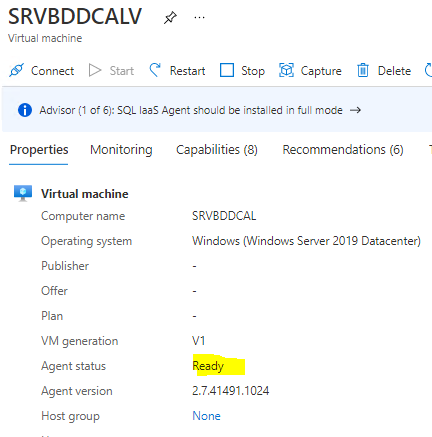 SRVBDDCALV
Virtual machine
Connect Start Restart Stop Capture Delete
Advisor (1 of 6): SQL IaaS Agent should be installed in full mode →
Properties Monitoring Capabilities (8) Recommendations (6)
Virtual machine
Computer name SRVBDDCAL
Operating system Windows (Windows Server 2019 Datacenter)
Publisher -
Offer -
Plan -
VM generation V1
Agent status Ready
Agent version 2.7.41491.1024
Host group None